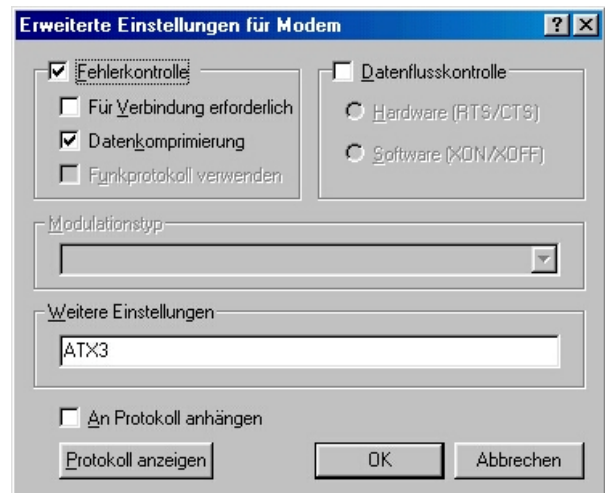 Erweiterte Einstellungen für Modem
Fehlerkontrolle
Für Verbindung erforderlich
Datenkomprimierung
Funkprotokoll verwenden
Datenflusskontrolle
Hardware (RTS/CTS)
Software (XON/XOFF)
Modulationstyp
Weitere Einstellungen
ATX3
An Protokoll anhängen
Protokoll anzeigen
OK
Abbrechen